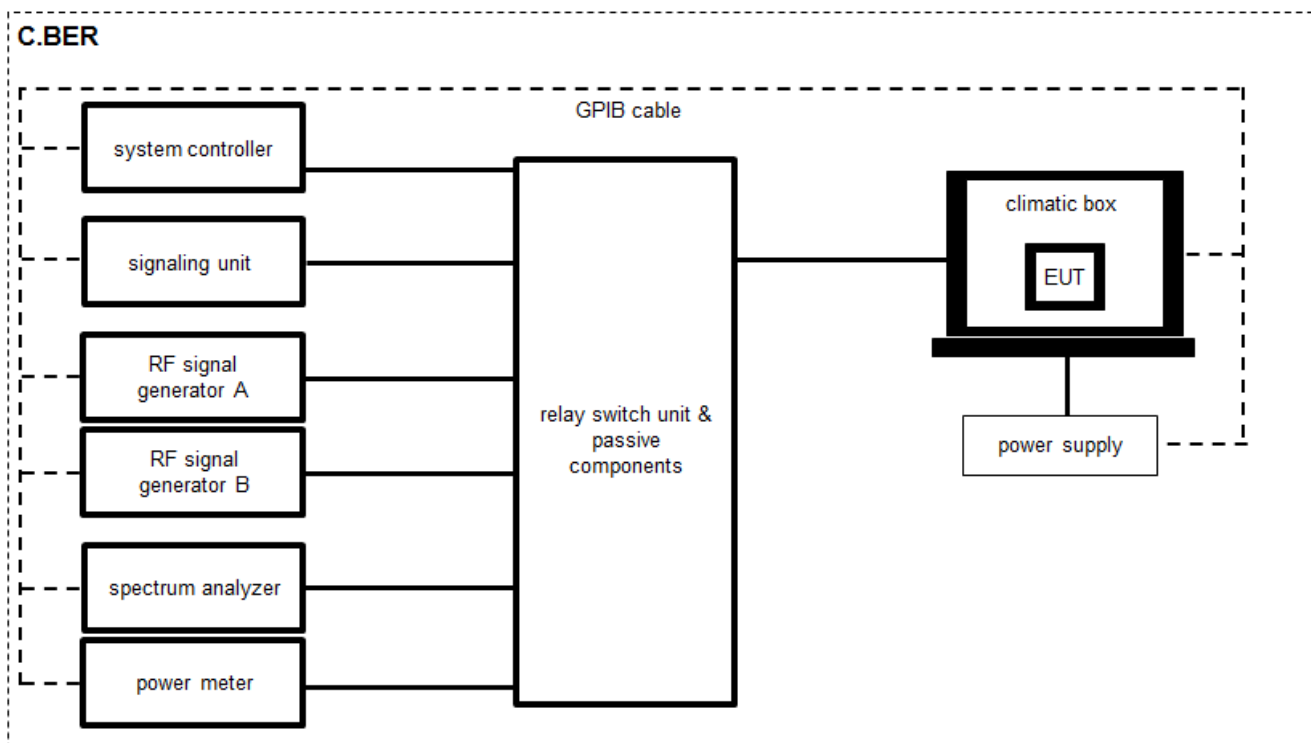 C.BER
GPIB cable
system controller
signaling unit
RF signal
generator A
RF signal
generator B
spectrum analyzer
power meter
relay switch unit &
passive
components
climatic box
EUT
power supply